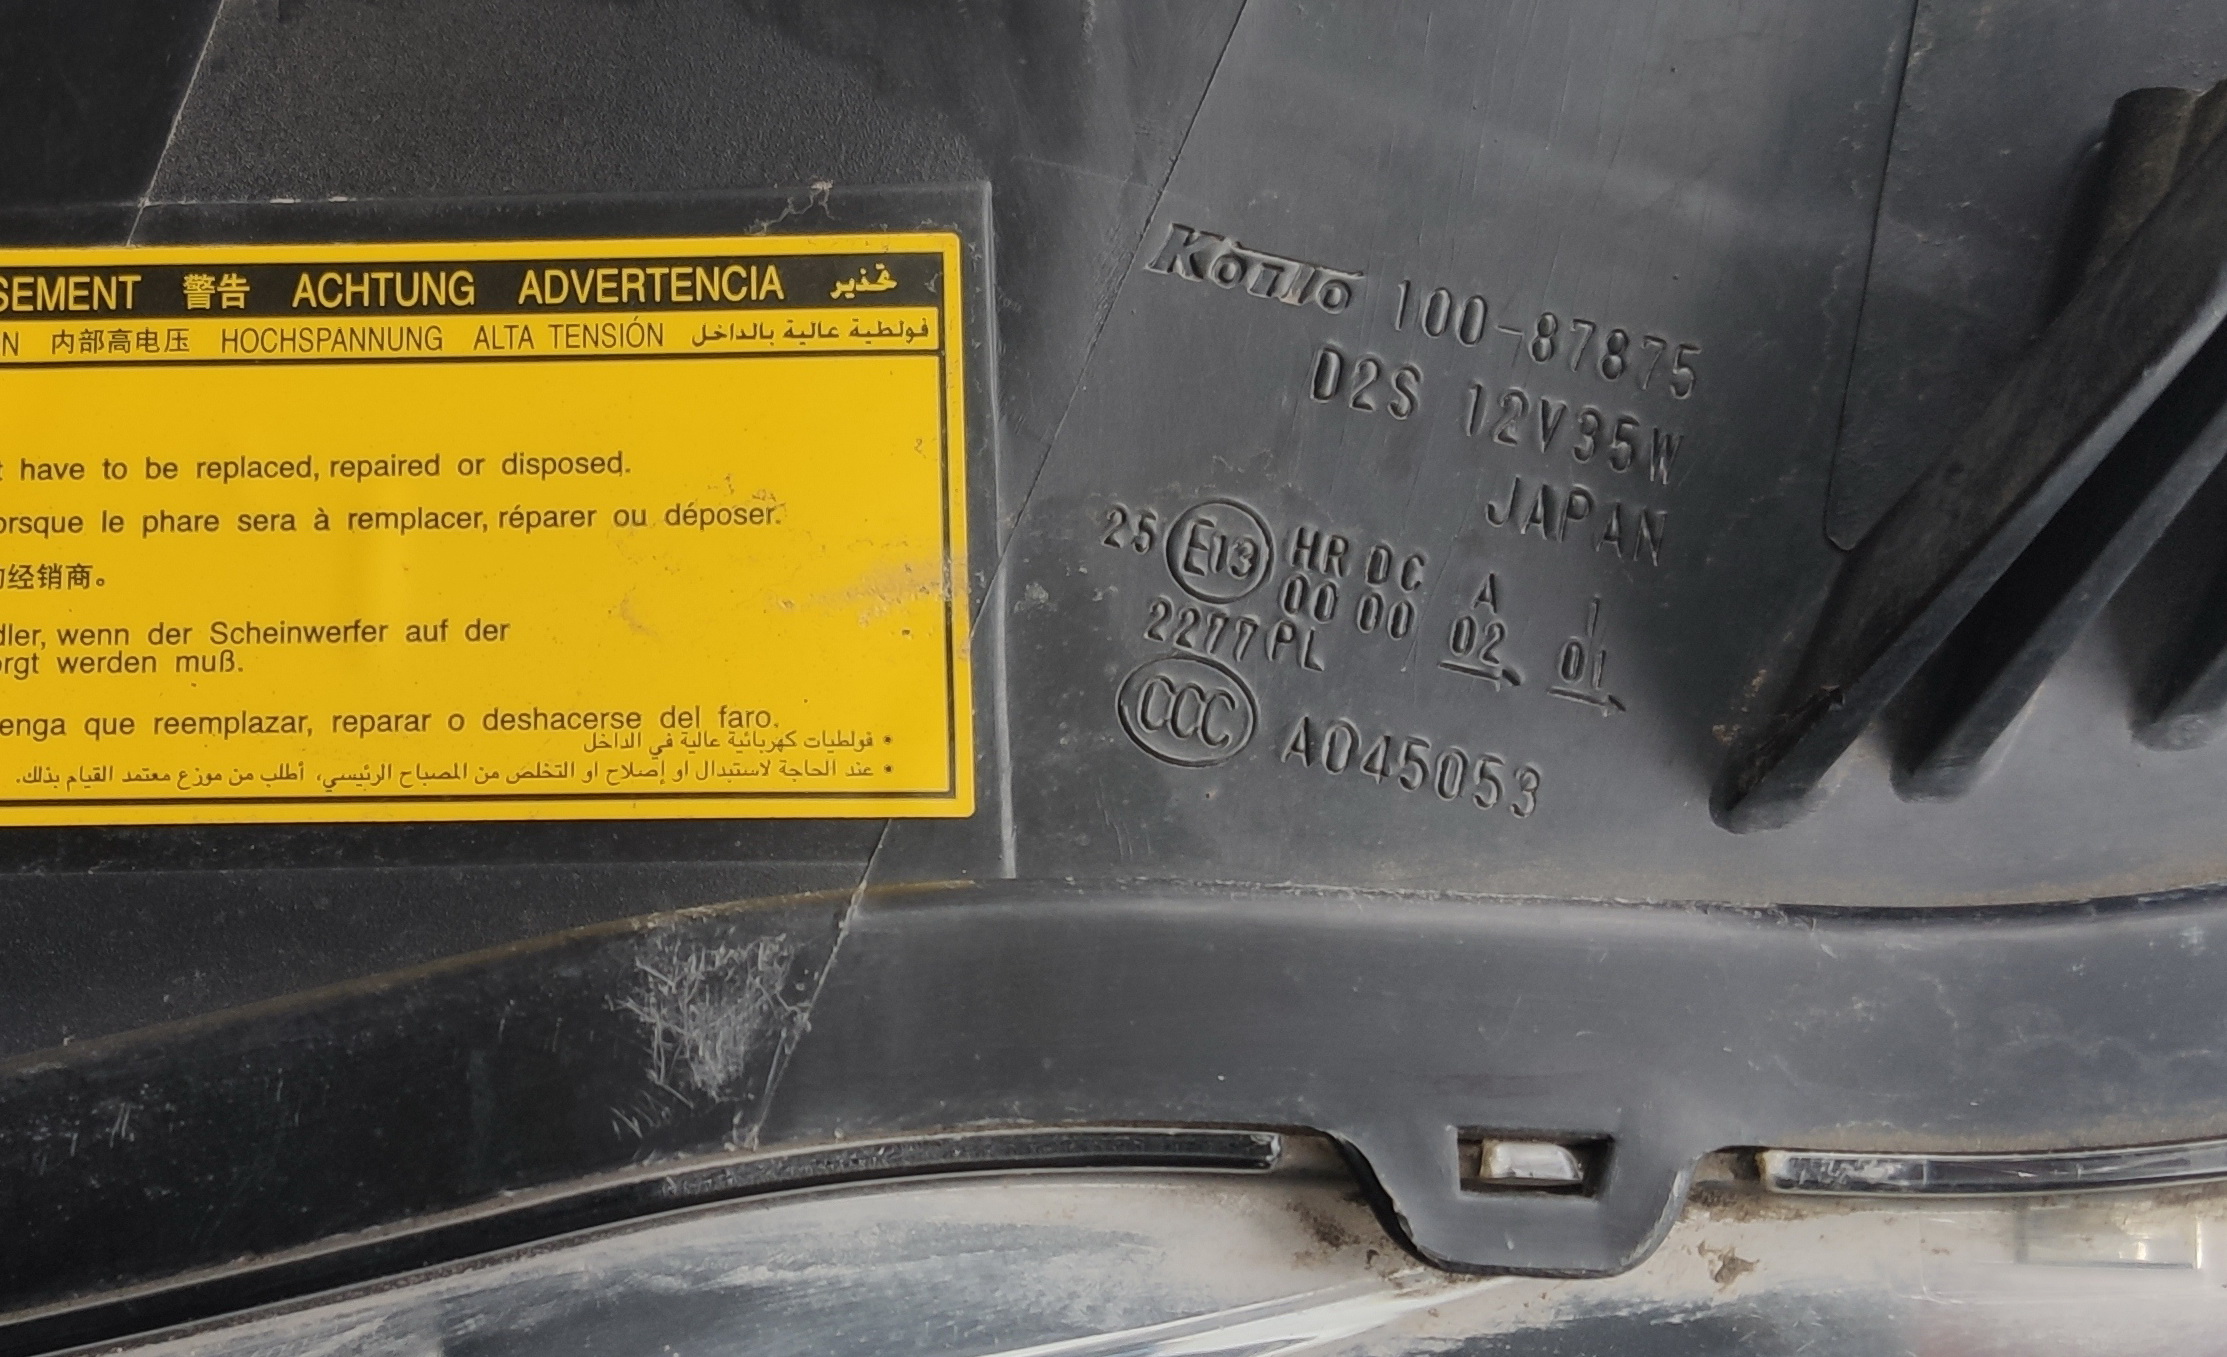 SEMENT 警告 ACHTUNG ADVERTENCIA تحذير
N 内部高电压 HOCHSPANNUNG ALTA TENSIÓN فولطية عالية بالداخل
t have to be replaced, repaired or disposed.
orsque le phare sera à remplacer, réparer ou déposer.
经销商。
dler, wenn der Scheinwerfer auf der
orgt werden muß.
enga que reemplazar, reparar o deshacerse del faro.
• فولطيات كهربائية عالية في الداخل
• عند الحاجة لاستبدال او إصلاح او التخلص من المصباح الرئيسي، أطلب من موزع معتمد القيام بذلك.
Koito 100-87875
D2S 12V35W
JAPAN
25 E13 HR DC A 1
00 00 02 01
2277PL
CCC A045053